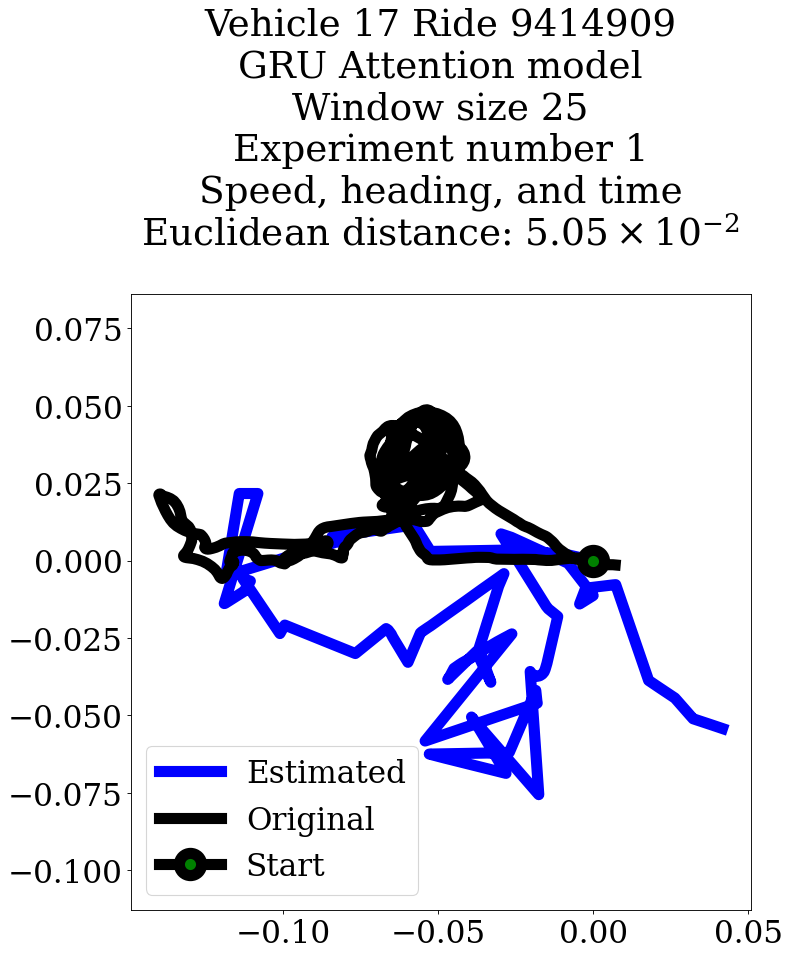 Vehicle 17 Ride 9414909
GRU Attention model
Window size 25
Experiment number 1
Speed, heading, and time
Euclidean distance: 5.05 × 10⁻²
0.075
0.050
0.025
0.000
−0.025
−0.050
−0.075
−0.100
Estimated
Original
Start
−0.10
−0.05
0.00
0.05